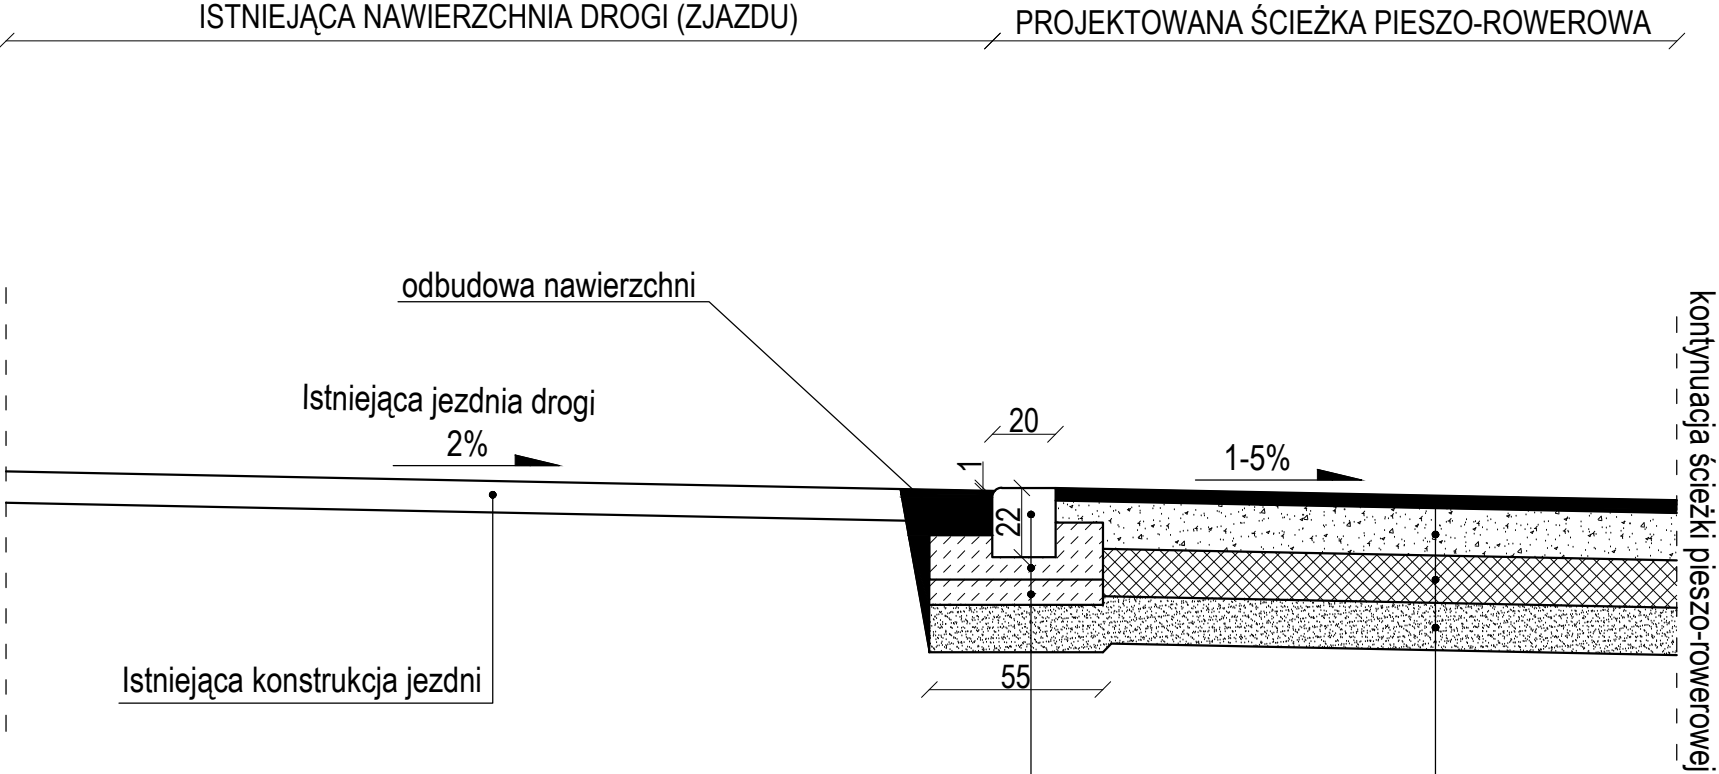 ISTNIEJĄCA NAWIERZCHNIA DROGI (ZJAZDU)
PROJEKTOWANA ŚCIEŻKA PIESZO-ROWEROWA
odbudowa nawierzchni
Istniejąca jezdnia drogi
2%
20
1
1-5%
22
Istniejąca konstrukcja jezdni
55
kontynuacja ścieżki pieszo-rowerowej